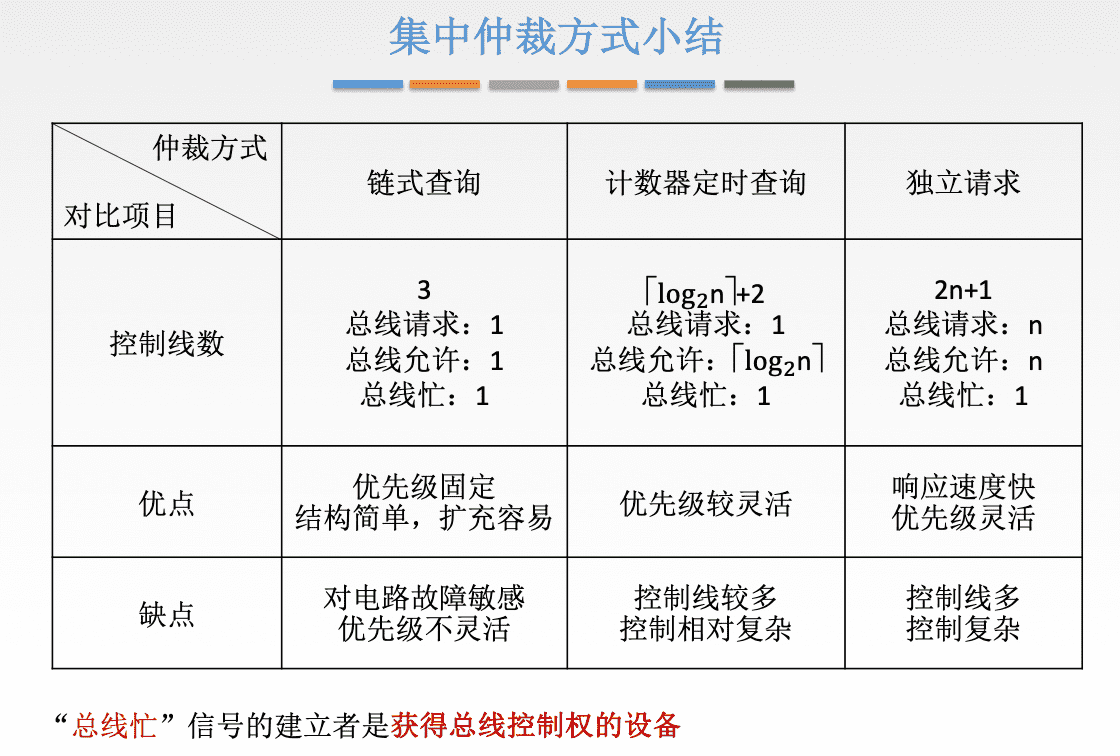 集中仲裁方式小结
仲裁方式
对比项目
链式查询
计数器定时查询
独立请求
控制线数
3
总线请求：1
总线允许：1
总线忙：1
⌈log₂n⌉+2
总线请求：1
总线允许：⌈log₂n⌉
总线忙：1
2n+1
总线请求：n
总线允许：n
总线忙：1
优点
优先级固定
结构简单，扩充容易
优先级较灵活
响应速度快
优先级灵活
缺点
对电路故障敏感
优先级不灵活
控制线较多
控制相对复杂
控制线多
控制复杂
“总线忙”信号的建立者是获得总线控制权的设备